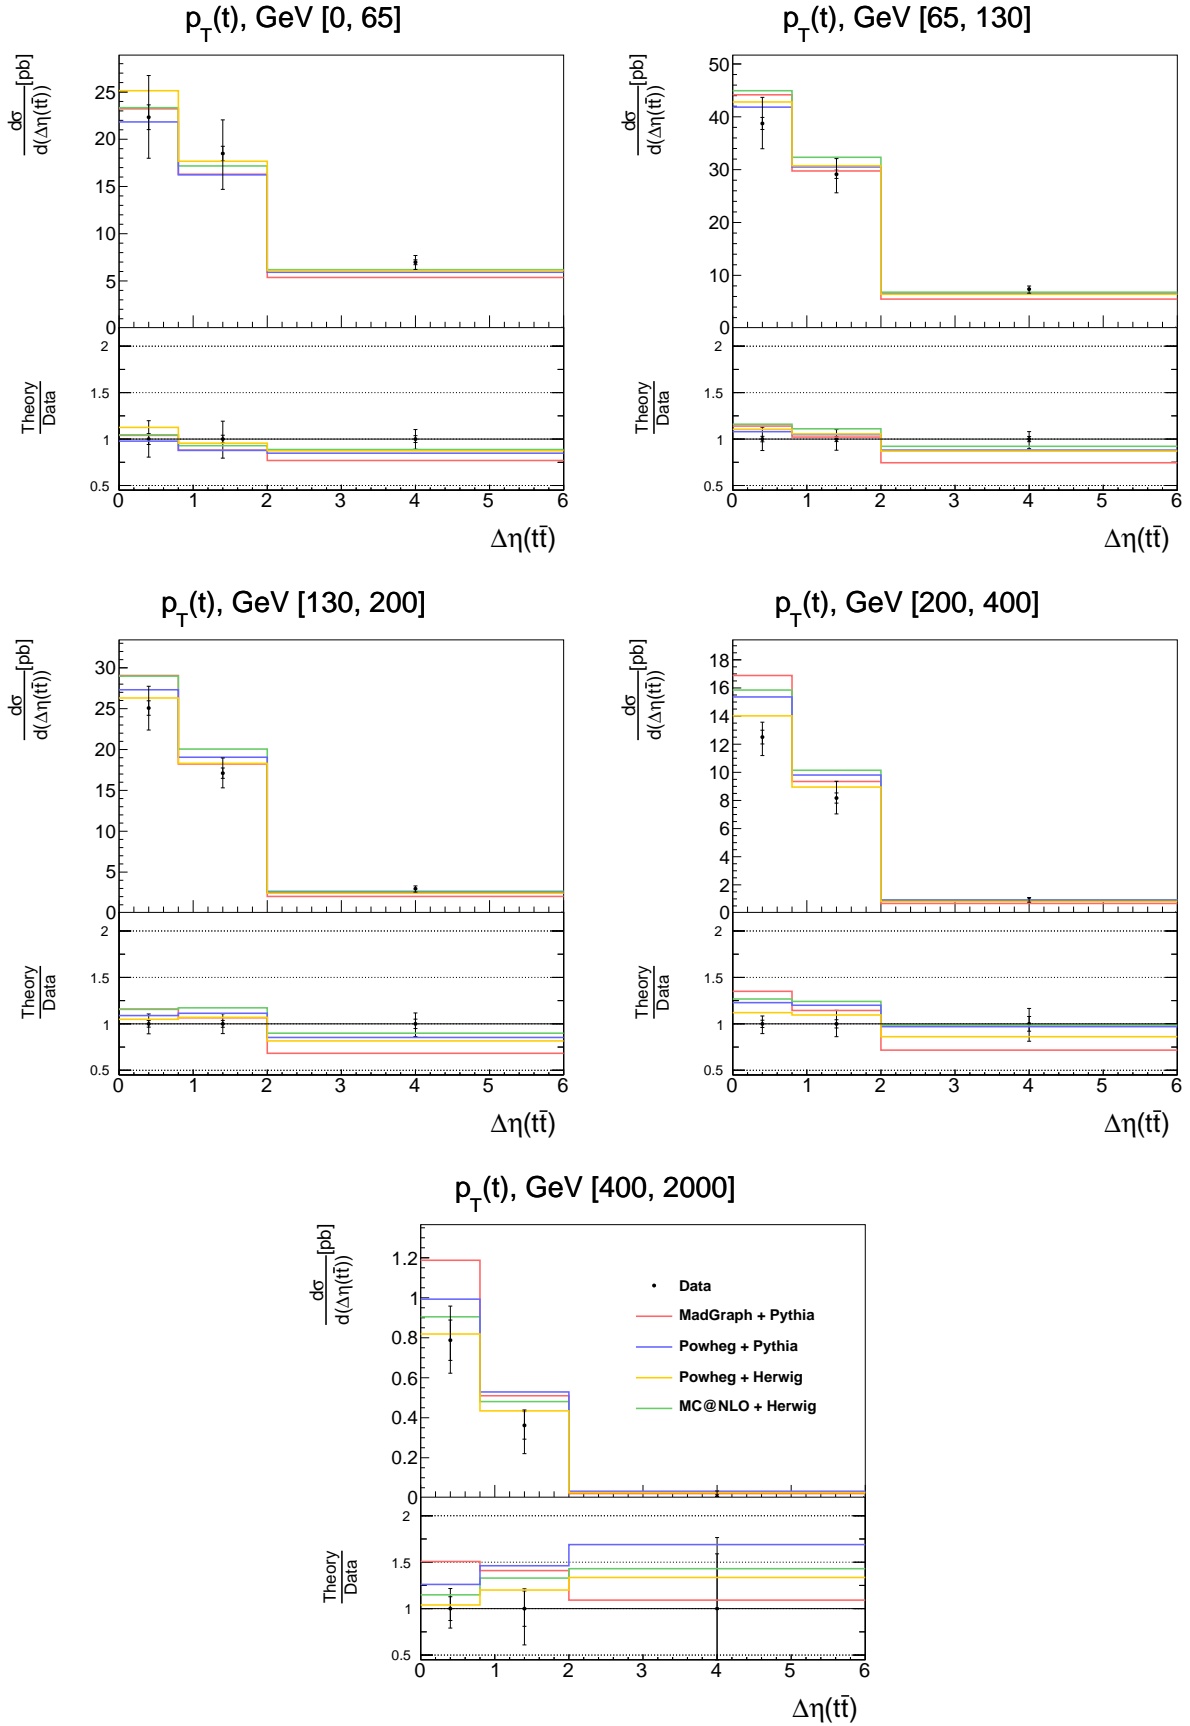 p_T(t), GeV [0, 65]
dσ/d(Δη(tt̄)) [pb]
25
20
15
10
5
0
Theory/Data
2
1.5
1
0.5
0 1 2 3 4 5 6
Δη(tt̄)
p_T(t), GeV [65, 130]
dσ/d(Δη(tt̄)) [pb]
50
40
30
20
10
0
Theory/Data
2
1.5
1
0.5
0 1 2 3 4 5 6
Δη(tt̄)
p_T(t), GeV [130, 200]
dσ/d(Δη(tt̄)) [pb]
30
25
20
15
10
5
0
Theory/Data
2
1.5
1
0.5
0 1 2 3 4 5 6
Δη(tt̄)
p_T(t), GeV [200, 400]
dσ/d(Δη(tt̄)) [pb]
18
16
14
12
10
8
6
4
2
0
Theory/Data
2
1.5
1
0.5
0 1 2 3 4 5 6
Δη(tt̄)
p_T(t), GeV [400, 2000]
dσ/d(Δη(tt̄)) [pb]
1.2
1
0.8
0.6
0.4
0.2
0
Data
MadGraph + Pythia
Powheg + Pythia
Powheg + Herwig
MC@NLO + Herwig
Theory/Data
2
1.5
1
0.5
0 1 2 3 4 5 6
Δη(tt̄)